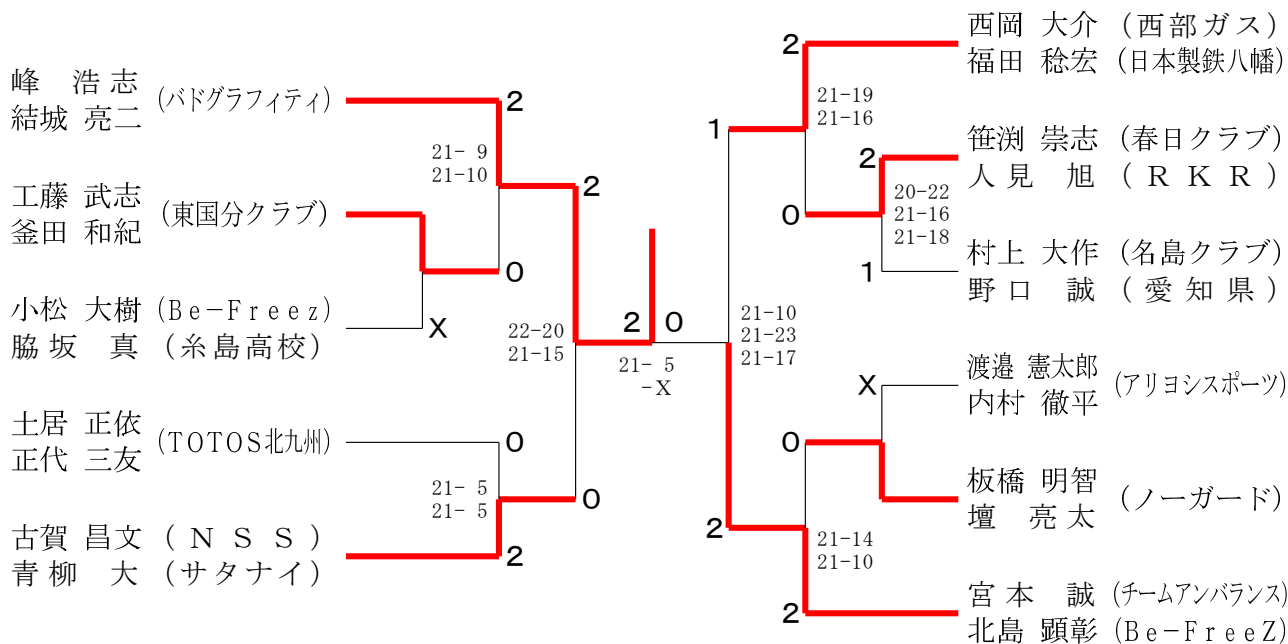 峰 浩志 (バドグラフィティ)
結城 亮二
2
21- 9
21-10
2
工藤 武志 (東国分クラブ)
釜田 和紀
0
小松 大樹 (Be-Freez)
脇坂 真 (糸島高校)
X
22-20
21-15
土居 正依 (TOTOS北九州)
正代 三友
0
21- 5
21- 5
0
古賀 昌文 (NSS)
青柳 大 (サタナイ)
2
2 0
21- 5
-X
西岡 大介 (西部ガス)
福田 稔宏 (日本製鉄八幡)
2
21-19
21-16
1
笹渕 崇志 (春日クラブ)
人見 旭 (RKR)
2
20-22
21-16
21-18
0
村上 大作 (名島クラブ)
野口 誠 (愛知県)
1
21-10
21-23
21-17
渡邉 憲太郎 (アリヨシスポーツ)
内村 徹平
X
0
板橋 明智 (ノーガード)
壇 亮太
2
21-14
21-10
宮本 誠 (チームアンバランス)
北島 顕彰 (Be-FreeZ)
2